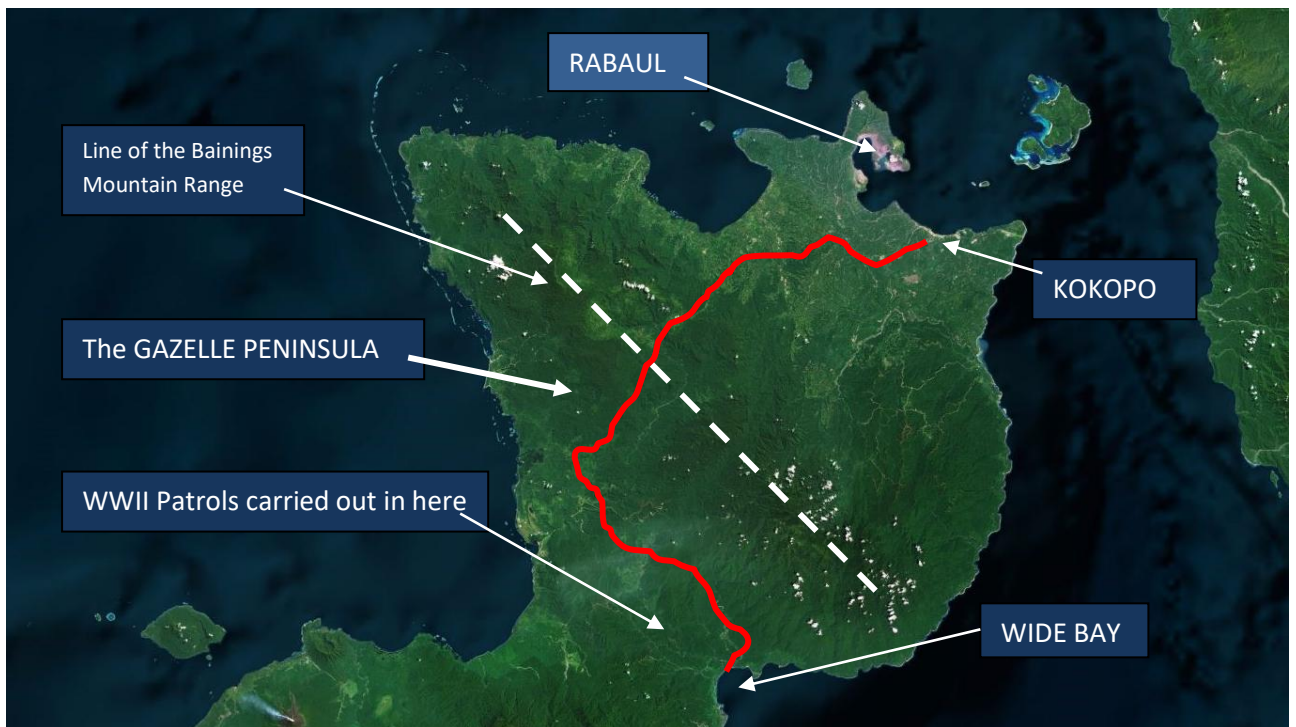 RABAUL
Line of the Bainings
Mountain Range
KOKOPO
The GAZELLE PENINSULA
WWII Patrols carried out in here
WIDE BAY